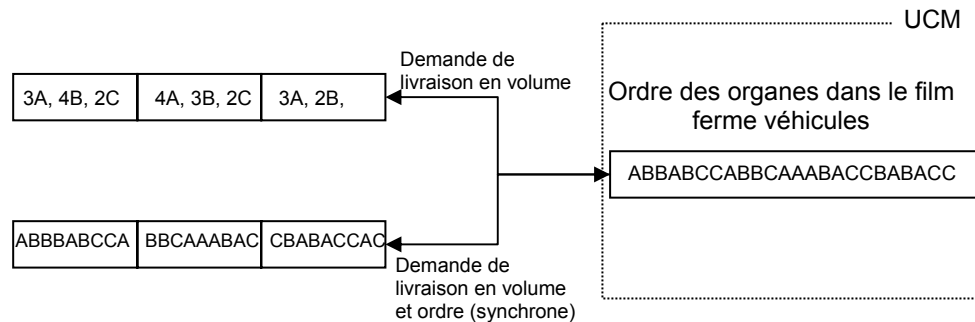 UCM
Demande de
livraison en volume
3A, 4B, 2C
4A, 3B, 2C
3A, 2B,
Ordre des organes dans le film
ferme véhicules
ABBABCCABBCAAABACCBABACC
ABBBABCCA
BBCAAABAC
CBABACCAC
Demande de
livraison en volume
et ordre (synchrone)